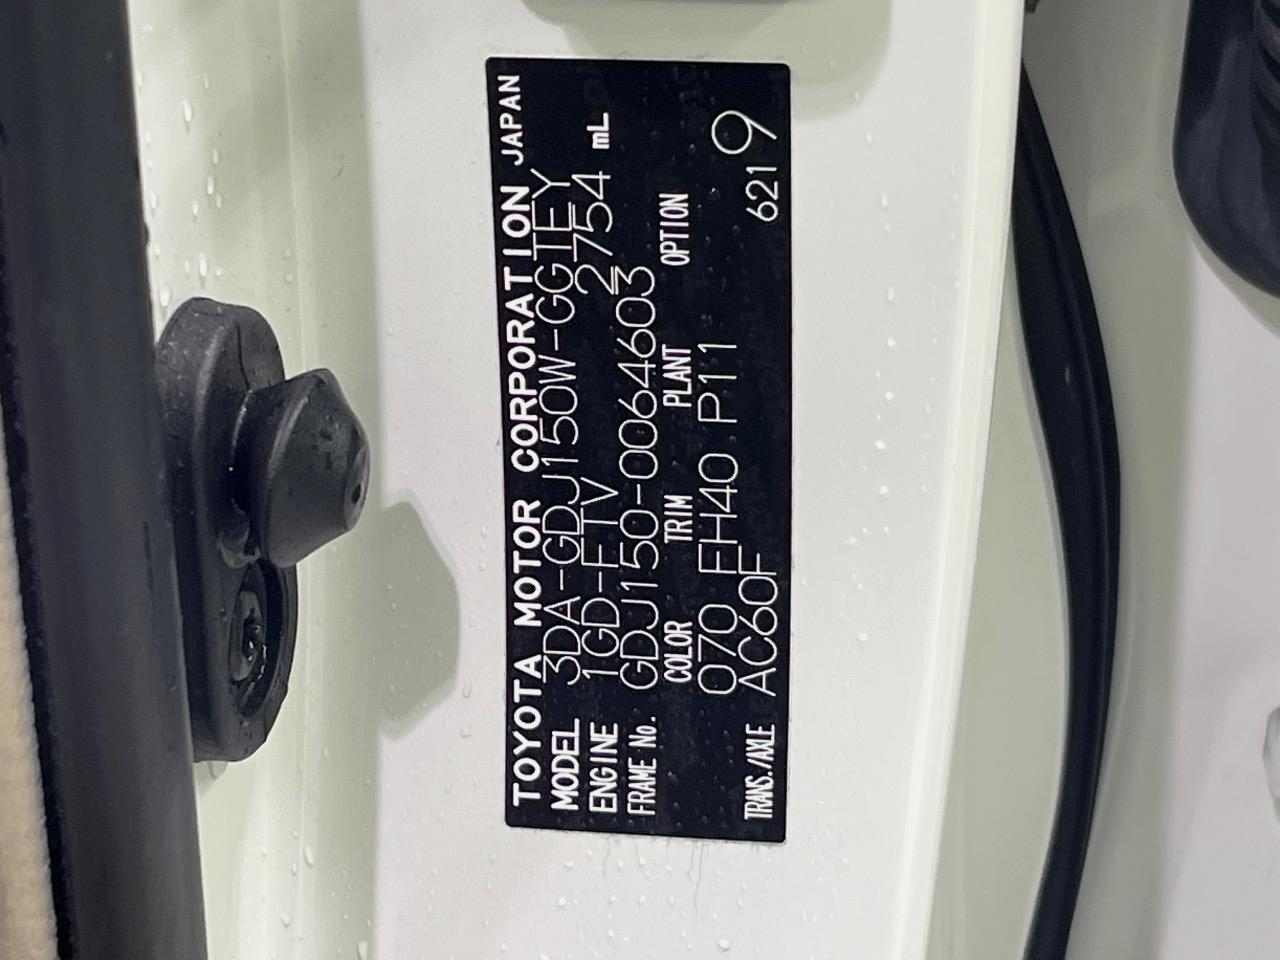 TOYOTA MOTOR CORPORATION JAPAN
MODEL 3DA-GDJ150W-GGTEY
ENGINE 1GD-FTV 2754 mL
FRAME No. GDJ150-0064603
COLOR TRIM PLANT OPTION
070 FH40 P11
TRANS./AXLE AC60F 621 9